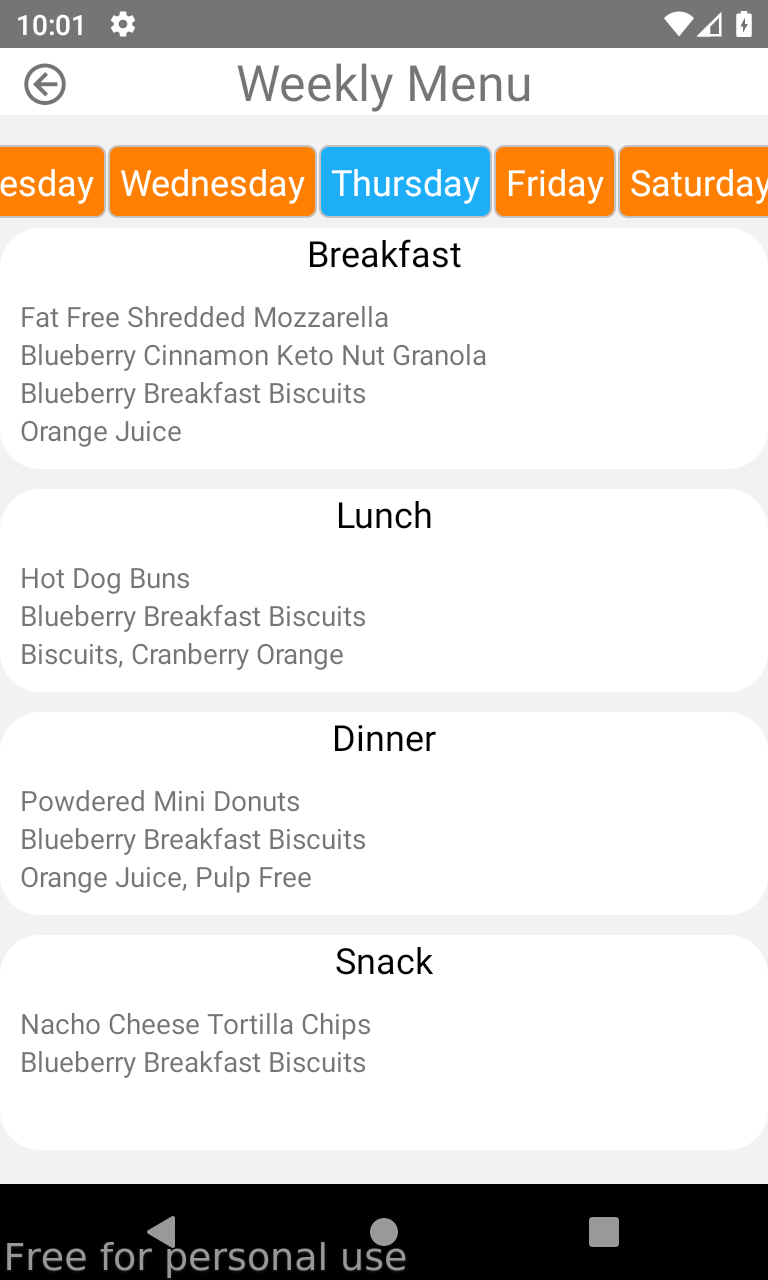 10:01
Weekly Menu
esday Wednesday Thursday Friday Saturday
Breakfast
Fat Free Shredded Mozzarella
Blueberry Cinnamon Keto Nut Granola
Blueberry Breakfast Biscuits
Orange Juice
Lunch
Hot Dog Buns
Blueberry Breakfast Biscuits
Biscuits, Cranberry Orange
Dinner
Powdered Mini Donuts
Blueberry Breakfast Biscuits
Orange Juice, Pulp Free
Snack
Nacho Cheese Tortilla Chips
Blueberry Breakfast Biscuits
Free for personal use